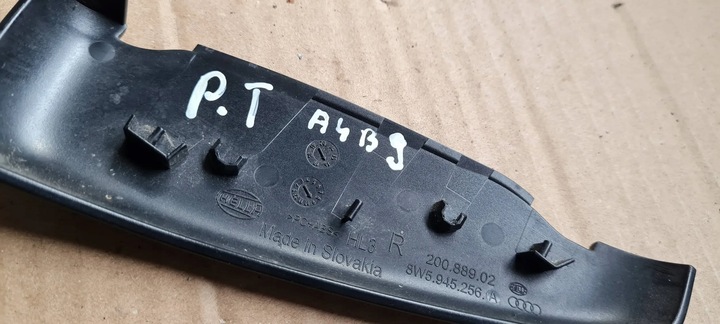 P.T
A4B9
HELLA
HL3 R
Made in Slovakia
200.889.02
8W5.945.256.A